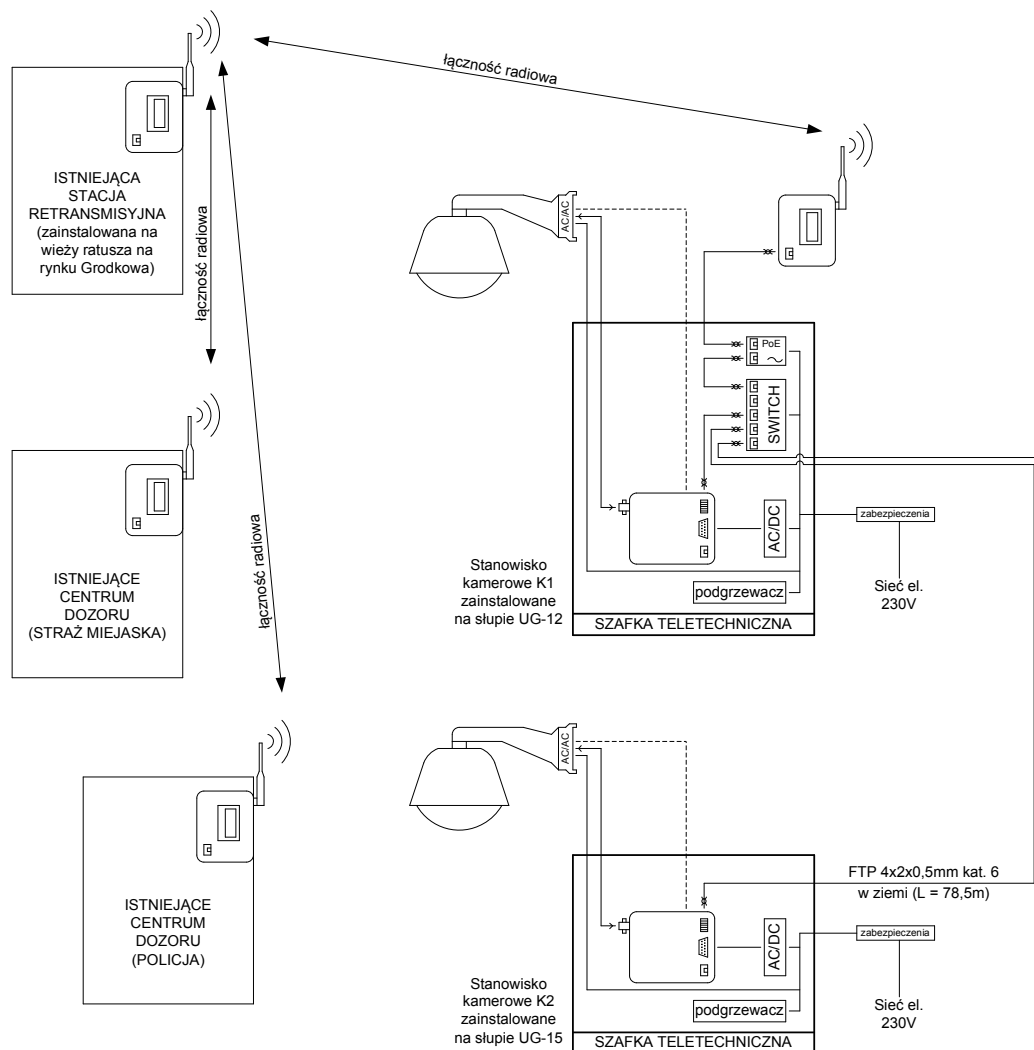 łączność radiowa
ISTNIEJĄCA
STACJA
RETRANSMISYJNA
(zainstalowana na
wieży ratusza na
rynku Grodkowa)
łączność radiowa
łączność radiowa
AC/AC
PoE
SWITCH
AC/DC
zabezpieczenia
Sieć el.
230V
podgrzewacz
SZAFKA TELETECHNICZNA
Stanowisko
kamerowe K1
zainstalowane
na słupie UG-12
ISTNIEJĄCE
CENTRUM
DOZORU
(STRAŻ MIEJASKA)
ISTNIEJĄCE
CENTRUM
DOZORU
(POLICJA)
AC/AC
FTP 4x2x0,5mm kat. 6
w ziemi (L = 78,5m)
AC/DC
zabezpieczenia
Sieć el.
230V
podgrzewacz
SZAFKA TELETECHNICZNA
Stanowisko
kamerowe K2
zainstalowane
na słupie UG-15